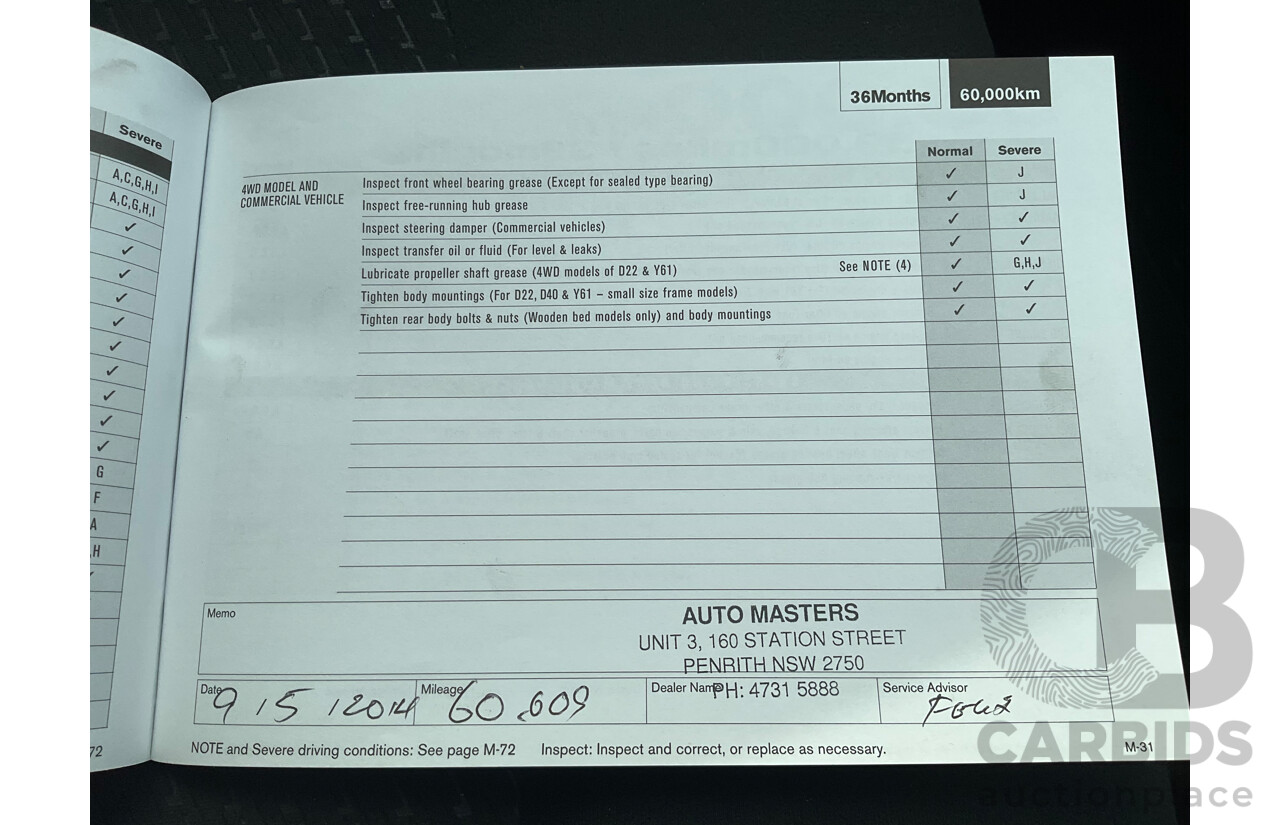 Severe
A,C,G,H,I
A,C,G,H,I
✓
✓
✓
✓
✓
✓
✓
✓
✓
✓
G
F
A
,H
72
36Months 60,000km
Normal Severe
4WD MODEL AND
COMMERCIAL VEHICLE
Inspect front wheel bearing grease (Except for sealed type bearing) ✓ J
Inspect free-running hub grease ✓ J
Inspect steering damper (Commercial vehicles) ✓ ✓
Inspect transfer oil or fluid (For level & leaks) ✓ ✓
Lubricate propeller shaft grease (4WD models of D22 & Y61) See NOTE (4) ✓ G,H,J
Tighten body mountings (For D22, D40 & Y61 – small size frame models) ✓ ✓
Tighten rear body bolts & nuts (Wooden bed models only) and body mountings ✓ ✓
Memo
AUTO MASTERS
UNIT 3, 160 STATION STREET
PENRITH NSW 2750
PH: 4731 5888
Date 9 / 5 / 2014 Mileage 60,609 Dealer Name Service Advisor
NOTE and Severe driving conditions: See page M-72 Inspect: Inspect and correct, or replace as necessary.
M-31
CB
CARBIDS
auctionplace